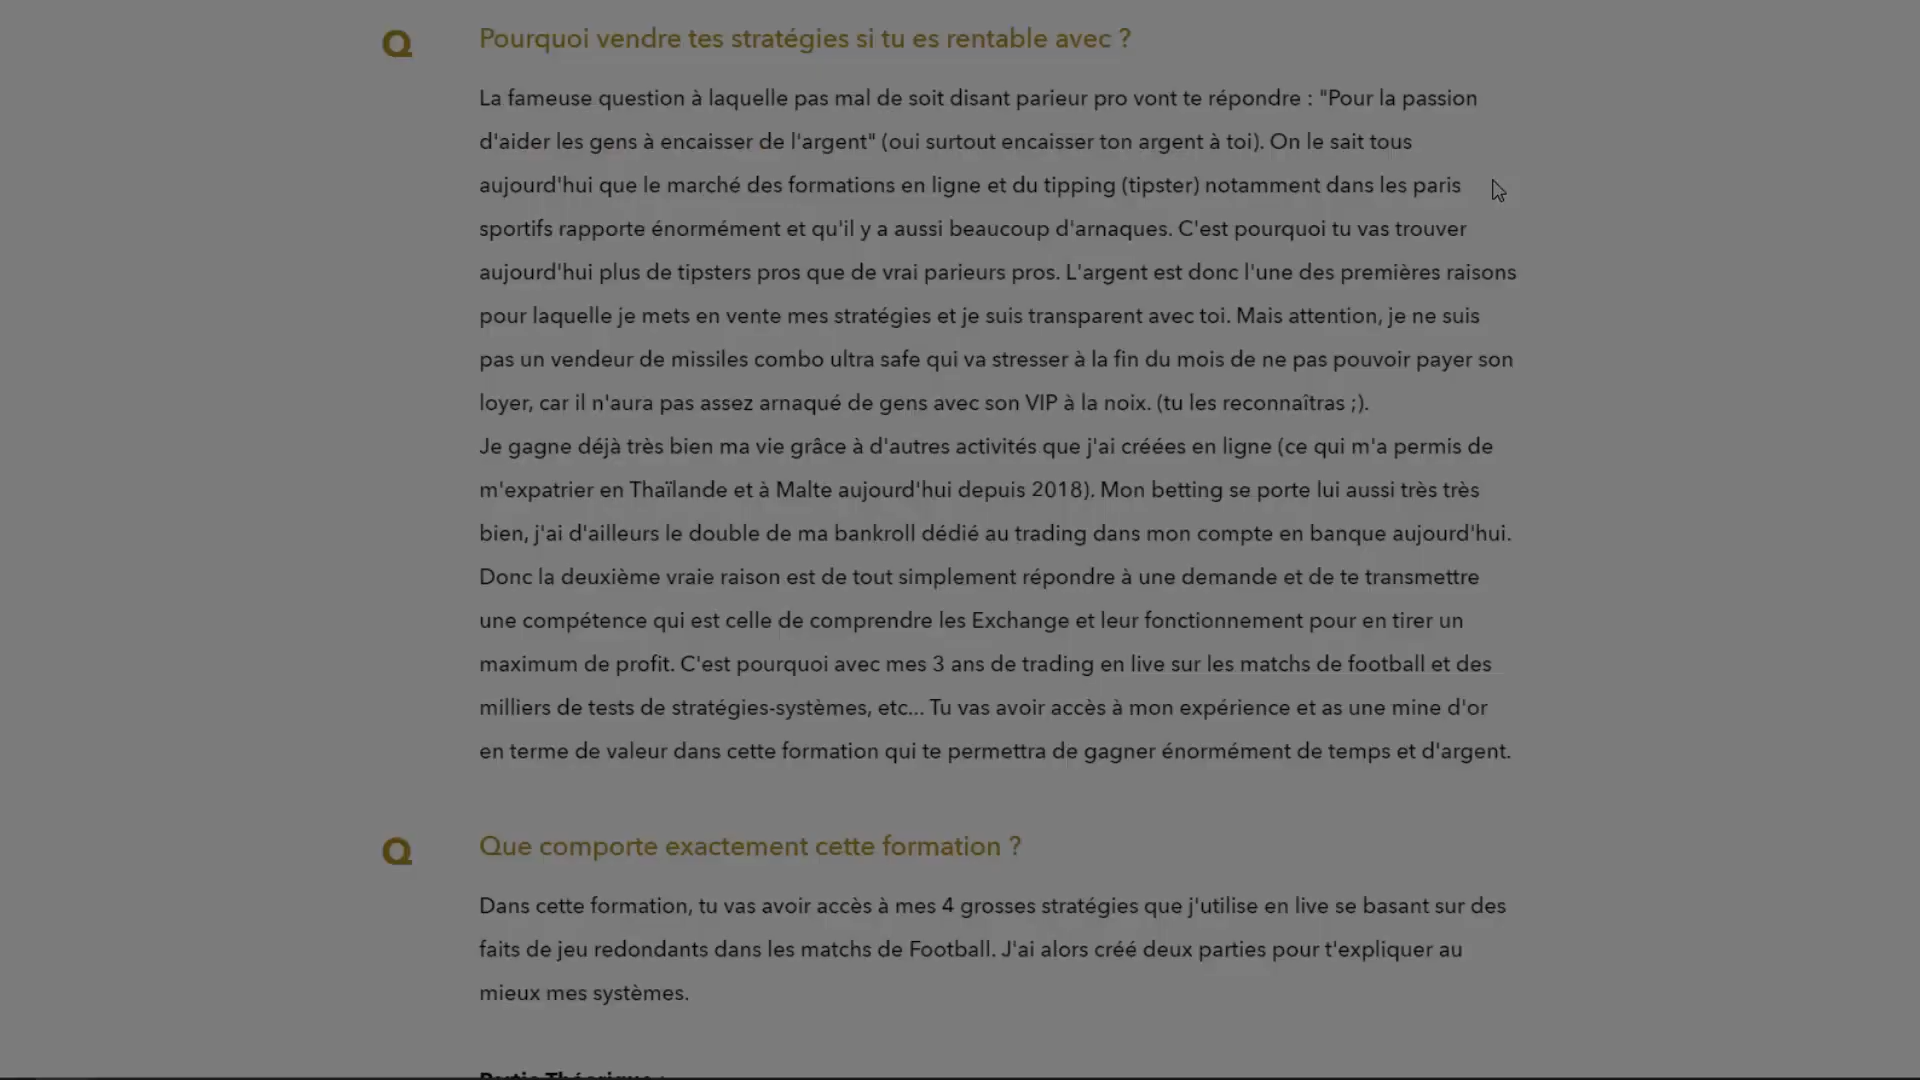 Q Pourquoi vendre tes stratégies si tu es rentable avec ?
La fameuse question à laquelle pas mal de soit disant parieur pro vont te répondre : "Pour la passion
d'aider les gens à encaisser de l'argent" (oui surtout encaisser ton argent à toi). On le sait tous
aujourd'hui que le marché des formations en ligne et du tipping (tipster) notamment dans les paris
sportifs rapporte énormément et qu'il y a aussi beaucoup d'arnaques. C'est pourquoi tu vas trouver
aujourd'hui plus de tipsters pros que de vrai parieurs pros. L'argent est donc l'une des premières raisons
pour laquelle je mets en vente mes stratégies et je suis transparent avec toi. Mais attention, je ne suis
pas un vendeur de missiles combo ultra safe qui va stresser à la fin du mois de ne pas pouvoir payer son
loyer, car il n'aura pas assez arnaqué de gens avec son VIP à la noix. (tu les reconnaîtras ;).
Je gagne déjà très bien ma vie grâce à d'autres activités que j'ai créées en ligne (ce qui m'a permis de
m'expatrier en Thaïlande et à Malte aujourd'hui depuis 2018). Mon betting se porte lui aussi très très
bien, j'ai d'ailleurs le double de ma bankroll dédié au trading dans mon compte en banque aujourd'hui.
Donc la deuxième vraie raison est de tout simplement répondre à une demande et de te transmettre
une compétence qui est celle de comprendre les Exchange et leur fonctionnement pour en tirer un
maximum de profit. C'est pourquoi avec mes 3 ans de trading en live sur les matchs de football et des
milliers de tests de stratégies-systèmes, etc... Tu vas avoir accès à mon expérience et as une mine d'or
en terme de valeur dans cette formation qui te permettra de gagner énormément de temps et d'argent.
Q Que comporte exactement cette formation ?
Dans cette formation, tu vas avoir accès à mes 4 grosses stratégies que j'utilise en live se basant sur des
faits de jeu redondants dans les matchs de Football. J'ai alors créé deux parties pour t'expliquer au
mieux mes systèmes.
Partie Théorique :